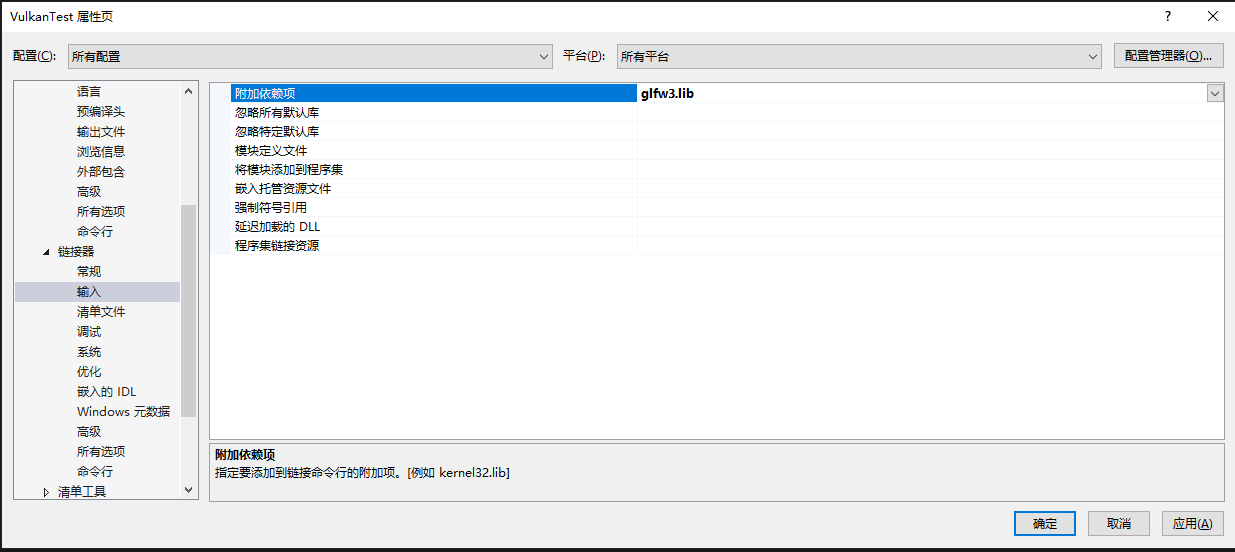 VulkanTest 属性页
?
配置(C): 所有配置 平台(P): 所有平台 配置管理器(O)...
语言
预编译头
输出文件
浏览信息
外部包含
高级
所有选项
命令行
链接器
常规
输入
清单文件
调试
系统
优化
嵌入的 IDL
Windows 元数据
高级
所有选项
命令行
清单工具
附加依赖项 glfw3.lib
忽略所有默认库
忽略特定默认库
模块定义文件
将模块添加到程序集
嵌入托管资源文件
强制符号引用
延迟加载的 DLL
程序集链接资源
附加依赖项
指定要添加到链接命令行的附加项。[例如 kernel32.lib]
确定 取消 应用(A)